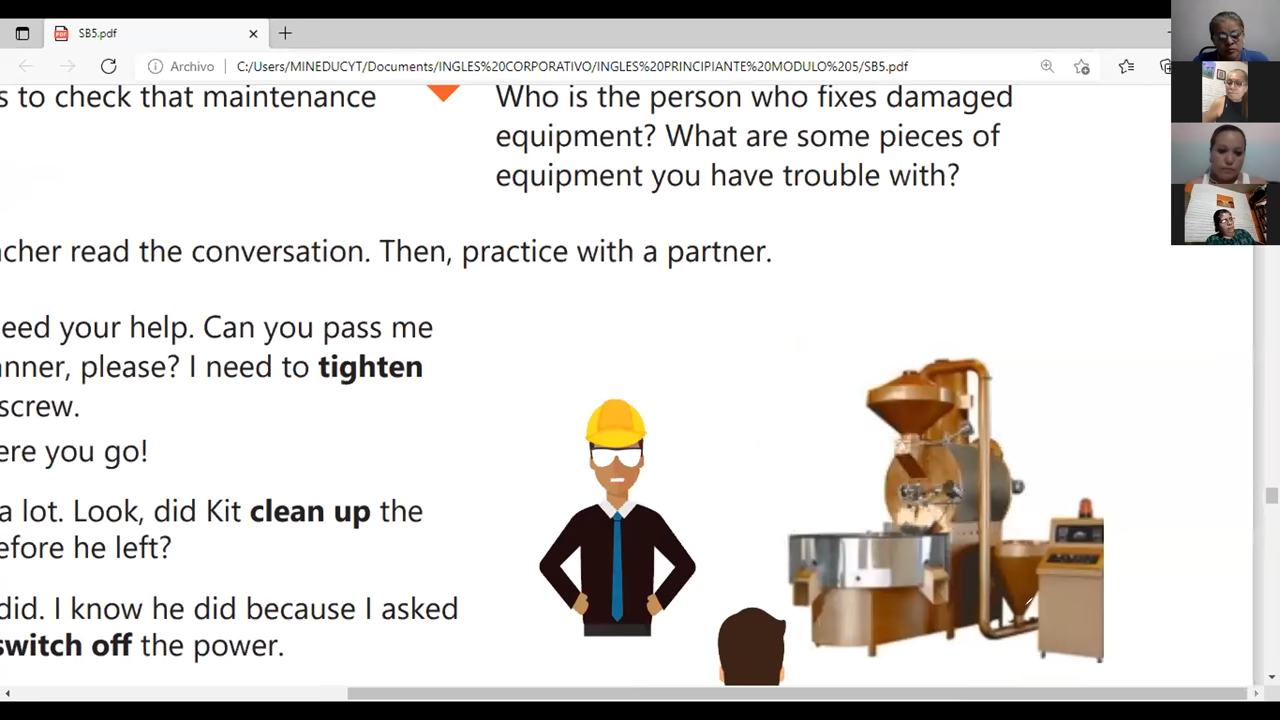 SB5.pdf
Archivo
C:/Users/MINEDUCYT/Documents/INGLES%20CORPORATIVO/INGLES%20PRINCIPIANTE%20MODULO%205/SB5.pdf
s to check that maintenance
Who is the person who fixes damaged
equipment? What are some pieces of
equipment you have trouble with?
acher read the conversation. Then, practice with a partner.
eed your help. Can you pass me
anner, please? I need to tighten
screw.
ere you go!
a lot. Look, did Kit clean up the
efore he left?
did. I know he did because I asked
switch off the power.